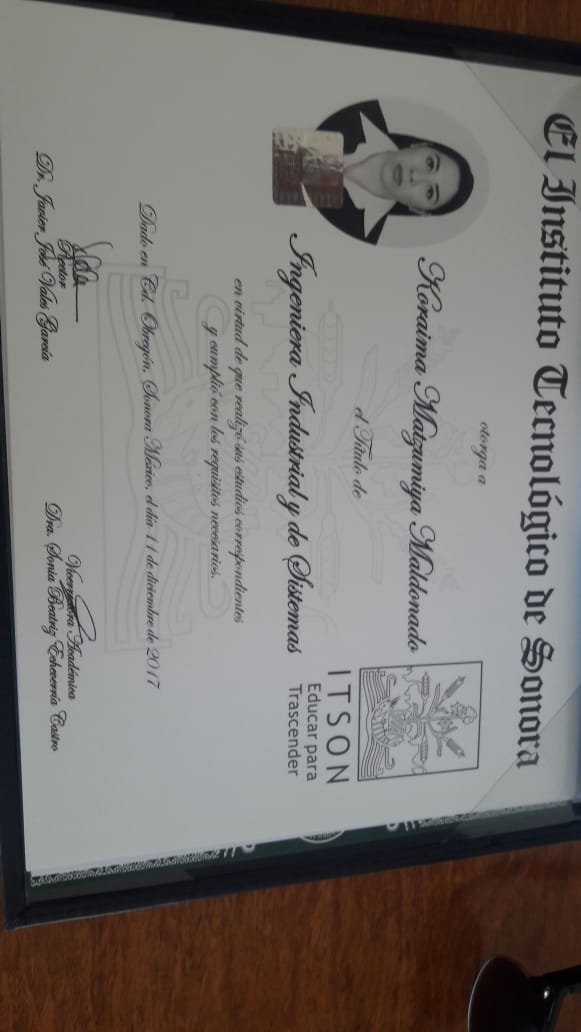 El Instituto Tecnológico de Sonora
otorga a
Koraima Maizumiya Maldonado
el Título de
Ingeniera Industrial y de Sistemas
en virtud de que realizó sus estudios correspondientes
y cumplió con los requisitos necesarios.
Dado en Cd. Obregón, Sonora México, el día 11 de diciembre de 2017
Rector
Dr. Javier José Vales García
Vicerrectora Académica
Dra. Sonia Beatriz Echeverría Castro
ITSON
Educar para
Trascender